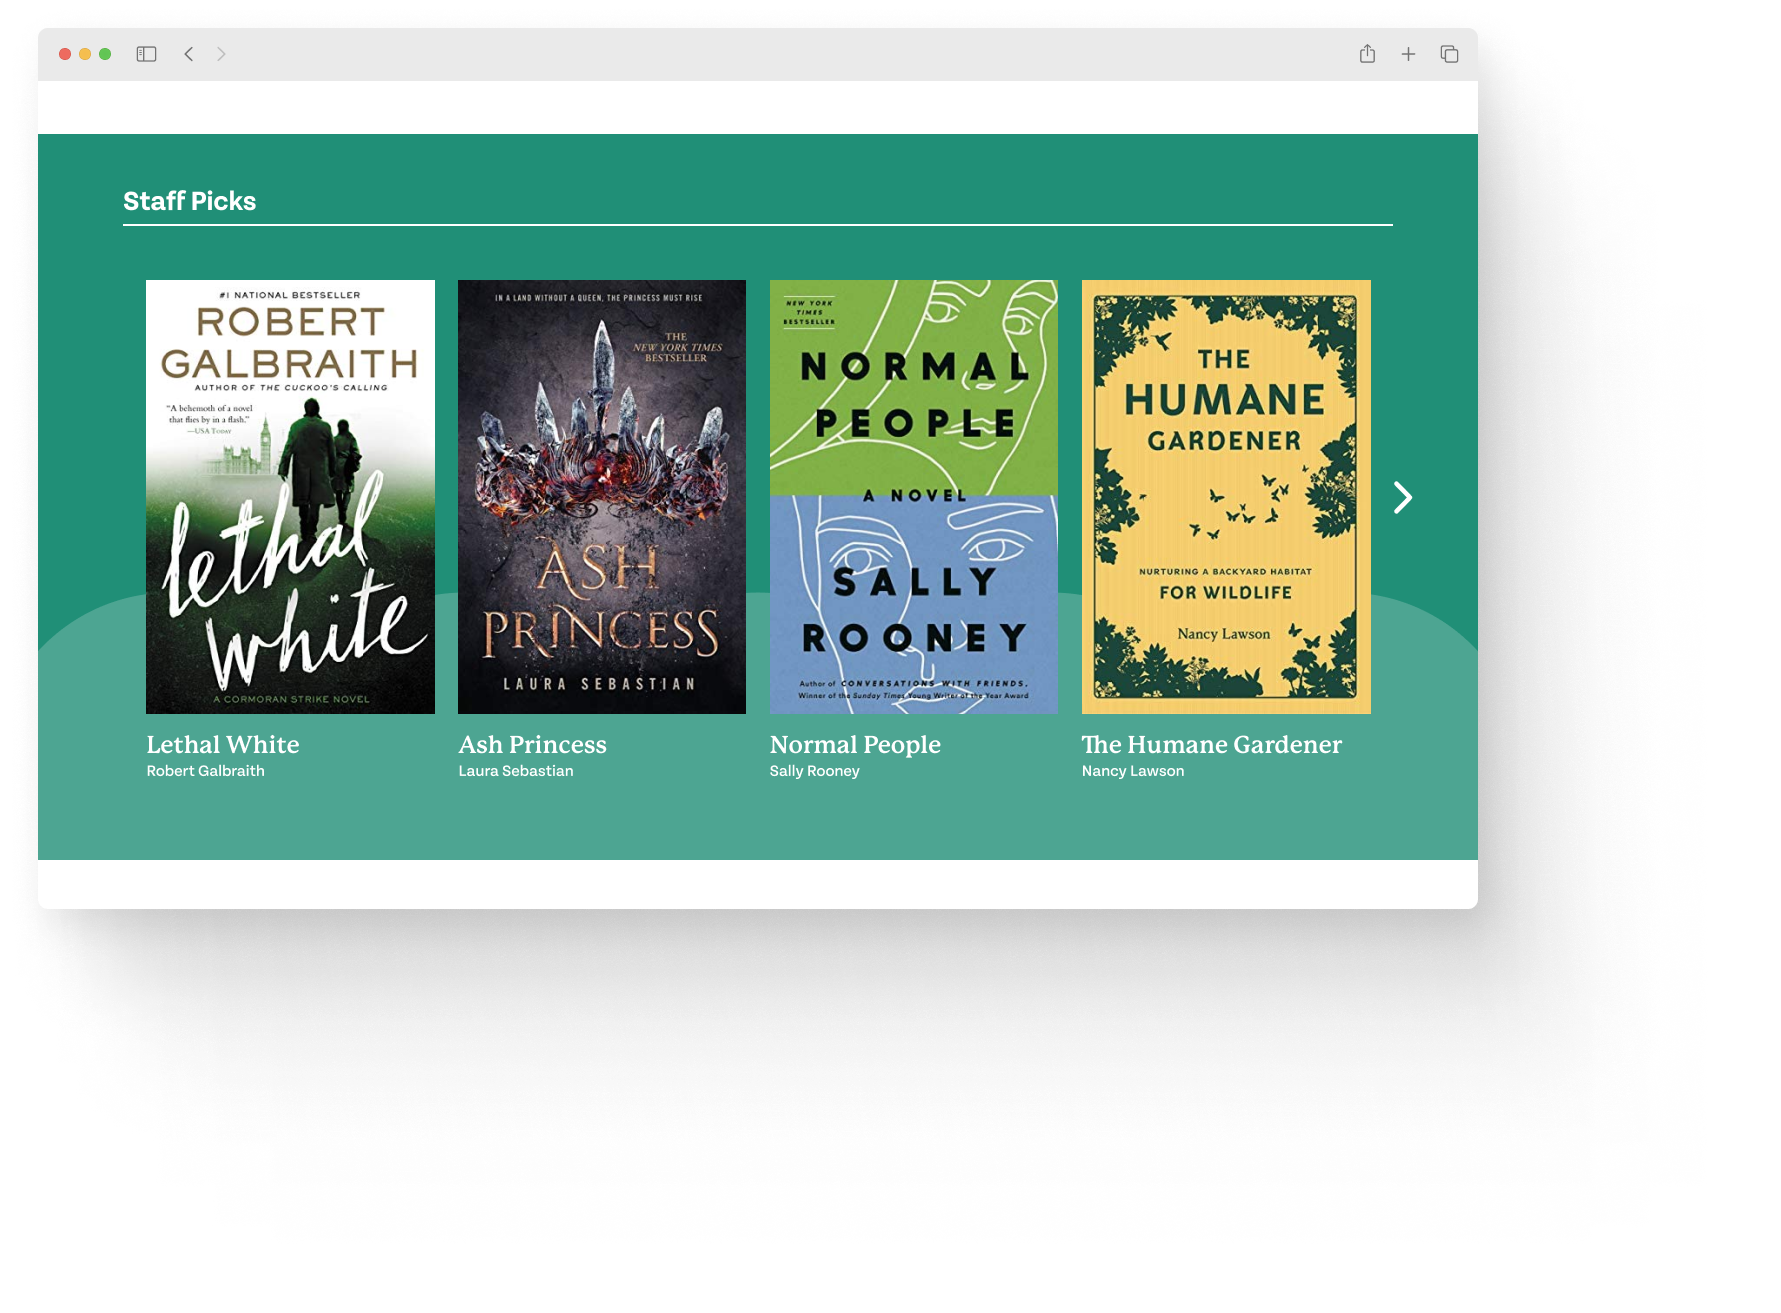 Staff Picks
#1 NATIONAL BESTSELLER
ROBERT
GALBRAITH
AUTHOR OF THE CUCKOO'S CALLING
"A behemoth of a novel
that flies by in a flash."
—USA TODAY
lethal
white
A CORMORAN STRIKE NOVEL
Lethal White
Robert Galbraith
IN A LAND WITHOUT A QUEEN, THE PRINCESS MUST RISE
THE
NEW YORK TIMES
BESTSELLER
ASH
PRINCESS
LAURA SEBASTIAN
Ash Princess
Laura Sebastian
NEW YORK
TIMES
BESTSELLER
NORMAL
PEOPLE
A NOVEL
SALLY
ROONEY
Author of CONVERSATIONS WITH FRIENDS,
Winner of the Sunday Times Young Writer of the Year Award
Normal People
Sally Rooney
THE
HUMANE
GARDENER
NURTURING A BACKYARD HABITAT
FOR WILDLIFE
Nancy Lawson
The Humane Gardener
Nancy Lawson